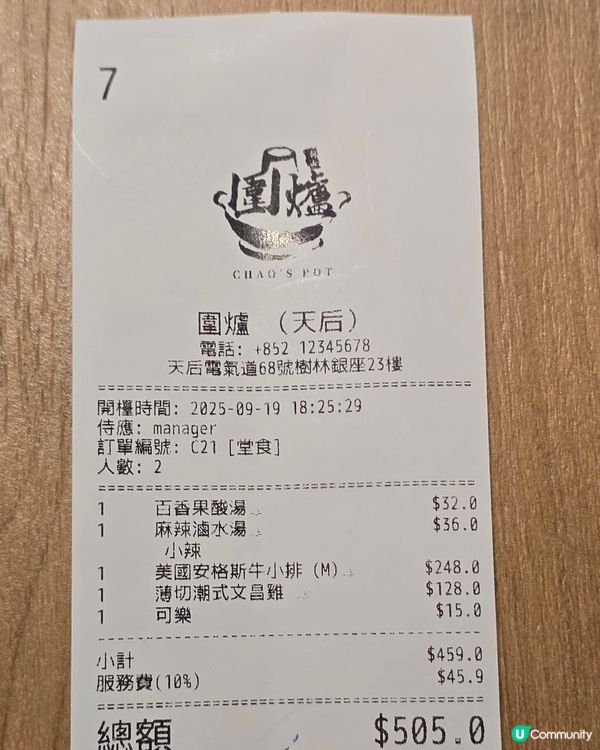 7
圍爐
CHAO'S POT
圍爐 （天后）
電話: +852 12345678
天后電氣道68號樹林銀座23樓
開檯時間: 2025-09-19 18:25:29
侍應: manager
訂單編號: C21 [堂食]
人數: 2
1 百香果酸湯 $32.0
1 麻辣滷水湯 $36.0
小辣
1 美國安格斯牛小排 (M) $248.0
1 薄切潮式文昌雞 $128.0
1 可樂 $15.0
小計 $459.0
服務費(10%) $45.9
總額 $505.0
U Community